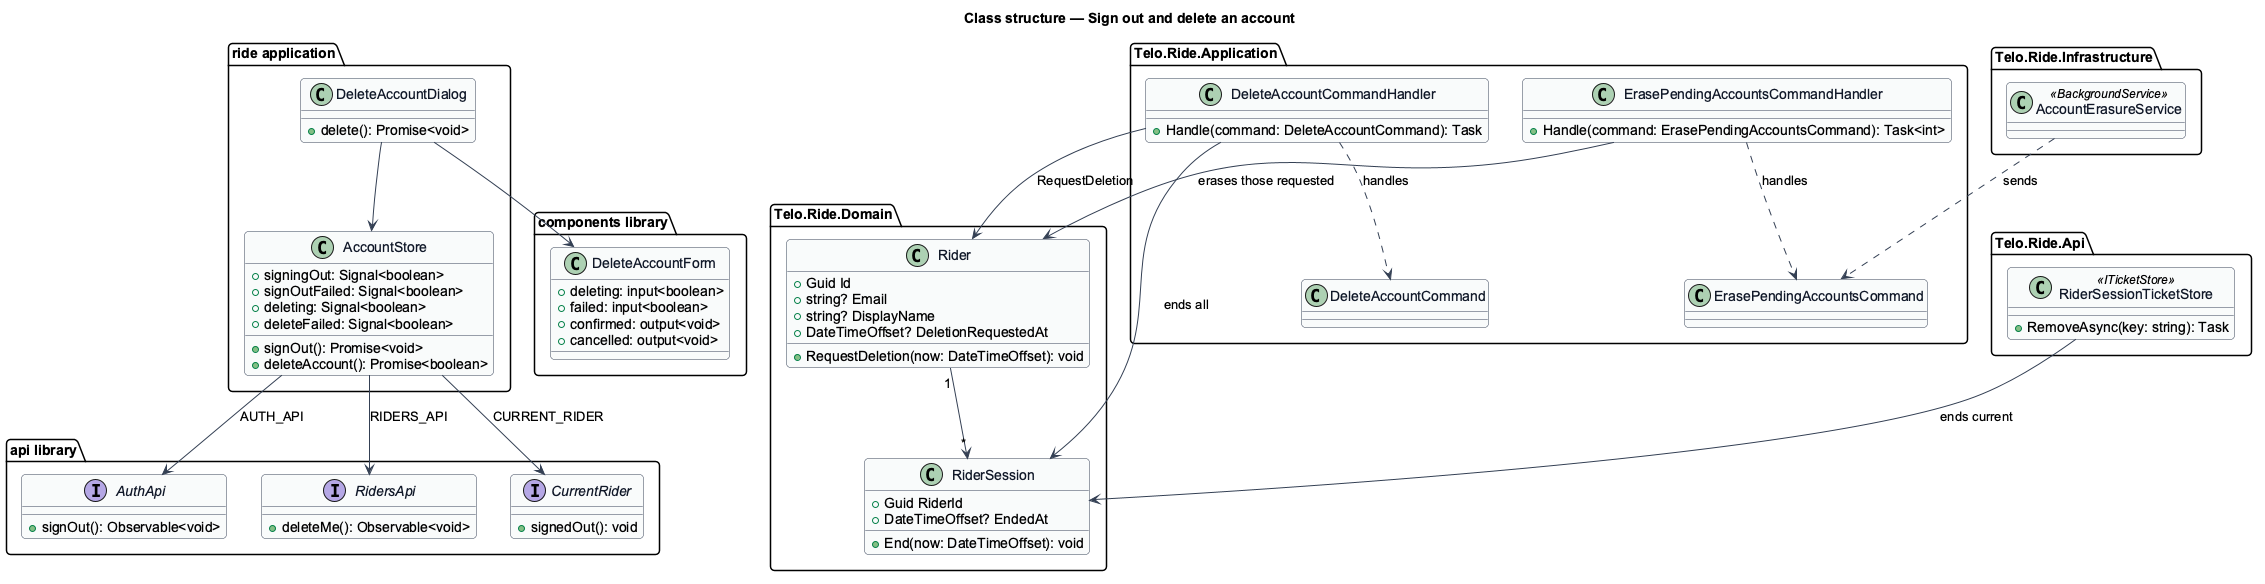 Class structure — Sign out and delete an account
ride application
C DeleteAccountDialog
delete(): Promise<void>
C AccountStore
signingOut: Signal<boolean>
signOutFailed: Signal<boolean>
deleting: Signal<boolean>
deleteFailed: Signal<boolean>
signOut(): Promise<void>
deleteAccount(): Promise<boolean>
components library
C DeleteAccountForm
deleting: input<boolean>
failed: input<boolean>
confirmed: output<void>
cancelled: output<void>
AUTH_API
RIDERS_API
CURRENT_RIDER
api library
I AuthApi
signOut(): Observable<void>
I RidersApi
deleteMe(): Observable<void>
I CurrentRider
signedOut(): void
Telo.Ride.Application
C DeleteAccountCommandHandler
Handle(command: DeleteAccountCommand): Task
C ErasePendingAccountsCommandHandler
Handle(command: ErasePendingAccountsCommand): Task<int>
RequestDeletion
erases those requested
handles
handles
C DeleteAccountCommand
C ErasePendingAccountsCommand
ends all
Telo.Ride.Domain
C Rider
Guid Id
string? Email
string? DisplayName
DateTimeOffset? DeletionRequestedAt
RequestDeletion(now: DateTimeOffset): void
1
*
C RiderSession
Guid RiderId
DateTimeOffset? EndedAt
End(now: DateTimeOffset): void
Telo.Ride.Infrastructure
«BackgroundService»
C AccountErasureService
sends
Telo.Ride.Api
«ITicketStore»
C RiderSessionTicketStore
RemoveAsync(key: string): Task
ends current